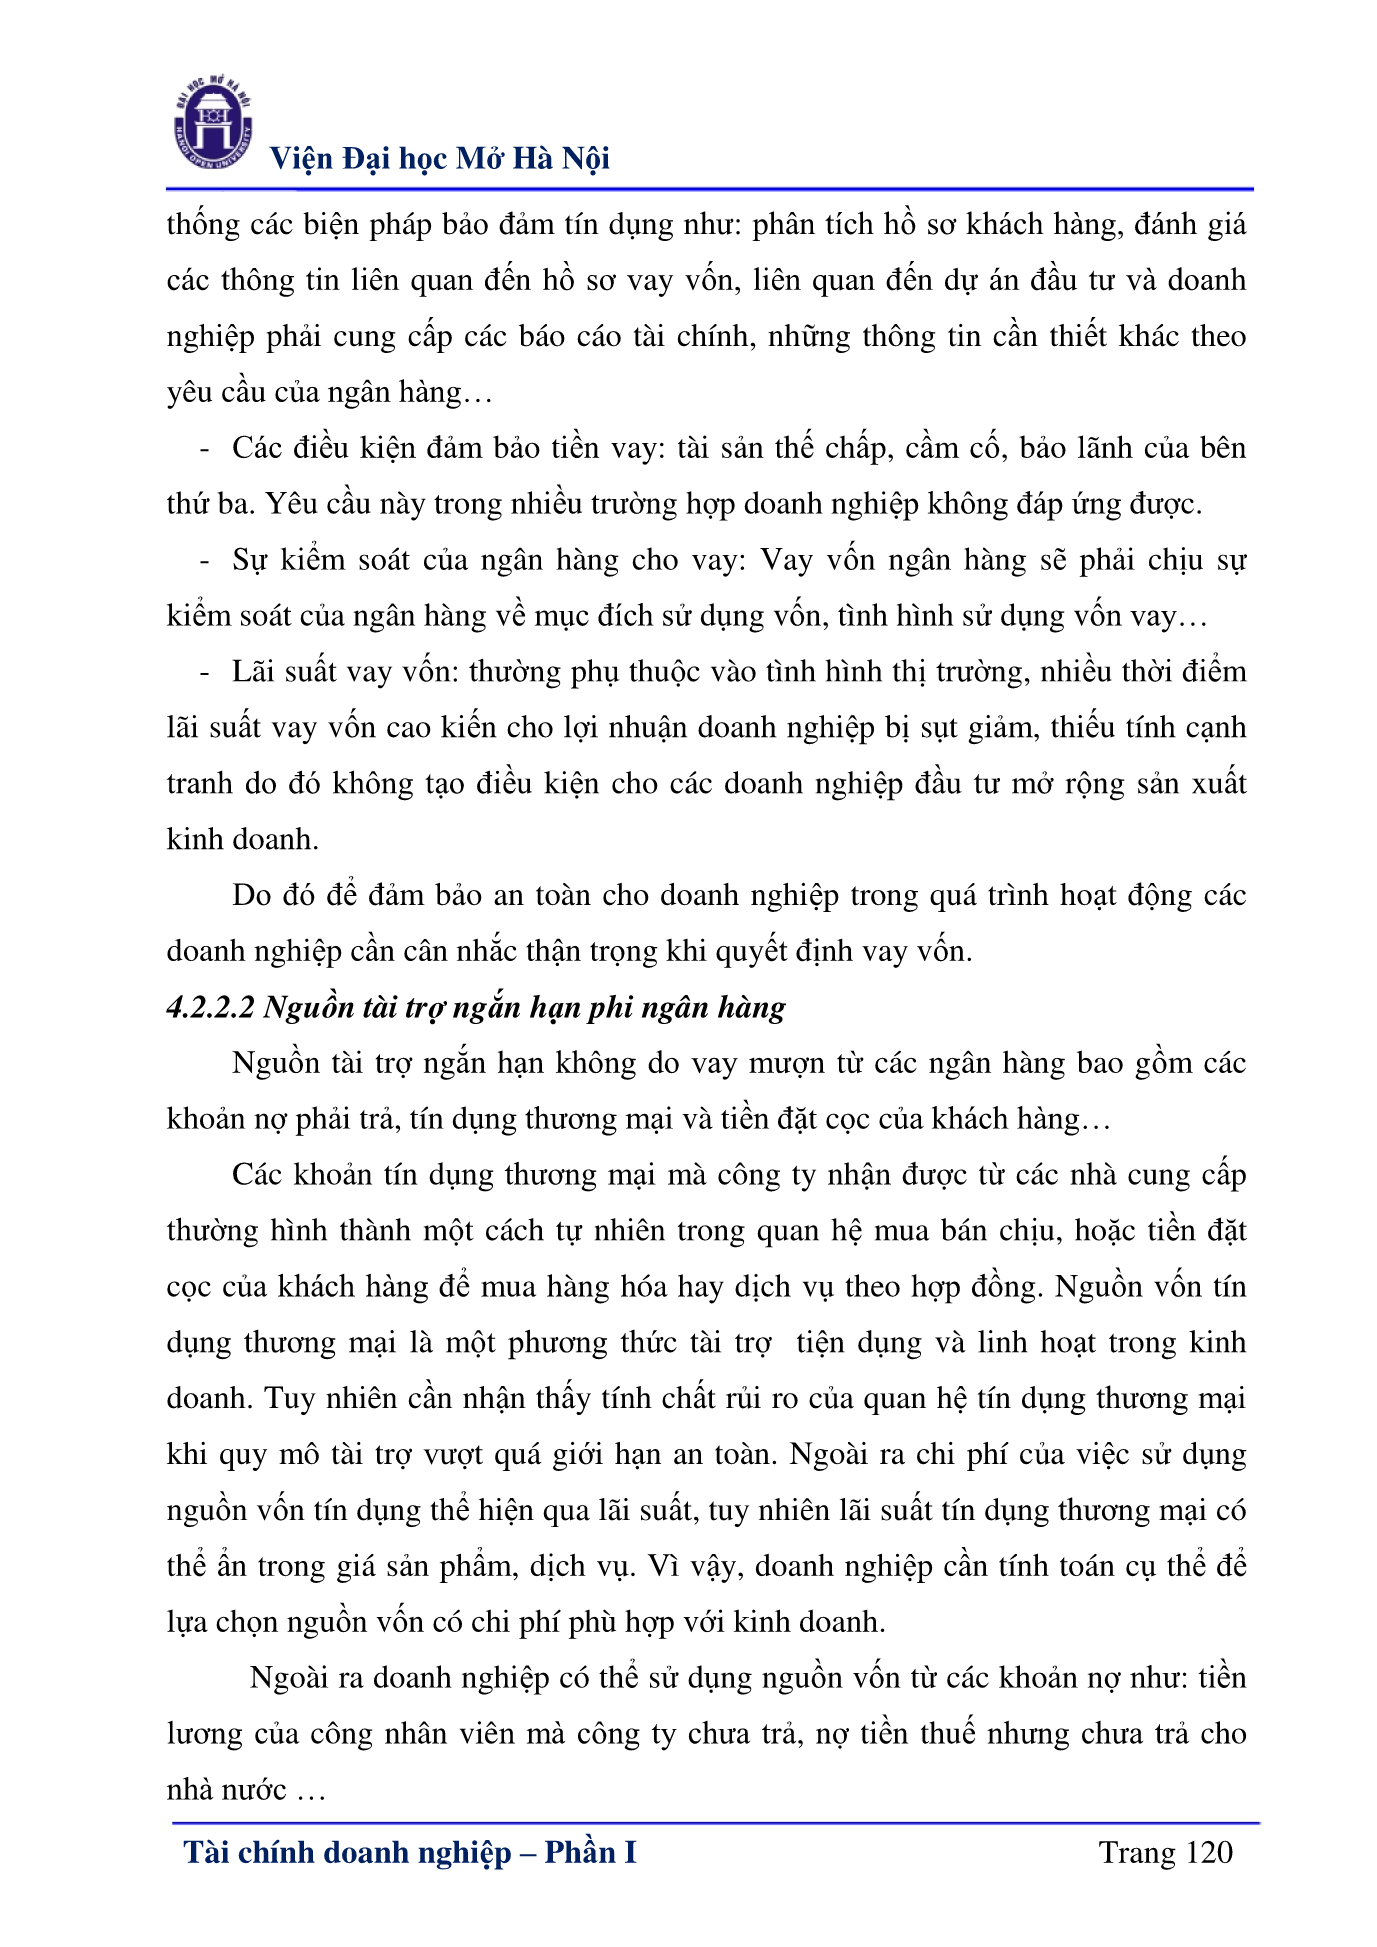 ĐẠI HỌC MỞ HÀ NỘI
HANOI OPEN UNIVERSITY
Viện Đại học Mở Hà Nội
thống các biện pháp bảo đảm tín dụng như: phân tích hồ sơ khách hàng, đánh giá
các thông tin liên quan đến hồ sơ vay vốn, liên quan đến dự án đầu tư và doanh
nghiệp phải cung cấp các báo cáo tài chính, những thông tin cần thiết khác theo
yêu cầu của ngân hàng…
- Các điều kiện đảm bảo tiền vay: tài sản thế chấp, cầm cố, bảo lãnh của bên
thứ ba. Yêu cầu này trong nhiều trường hợp doanh nghiệp không đáp ứng được.
- Sự kiểm soát của ngân hàng cho vay: Vay vốn ngân hàng sẽ phải chịu sự
kiểm soát của ngân hàng về mục đích sử dụng vốn, tình hình sử dụng vốn vay…
- Lãi suất vay vốn: thường phụ thuộc vào tình hình thị trường, nhiều thời điểm
lãi suất vay vốn cao kiến cho lợi nhuận doanh nghiệp bị sụt giảm, thiếu tính cạnh
tranh do đó không tạo điều kiện cho các doanh nghiệp đầu tư mở rộng sản xuất
kinh doanh.
Do đó để đảm bảo an toàn cho doanh nghiệp trong quá trình hoạt động các
doanh nghiệp cần cân nhắc thận trọng khi quyết định vay vốn.
4.2.2.2 Nguồn tài trợ ngắn hạn phi ngân hàng
Nguồn tài trợ ngắn hạn không do vay mượn từ các ngân hàng bao gồm các
khoản nợ phải trả, tín dụng thương mại và tiền đặt cọc của khách hàng…
Các khoản tín dụng thương mại mà công ty nhận được từ các nhà cung cấp
thường hình thành một cách tự nhiên trong quan hệ mua bán chịu, hoặc tiền đặt
cọc của khách hàng để mua hàng hóa hay dịch vụ theo hợp đồng. Nguồn vốn tín
dụng thương mại là một phương thức tài trợ tiện dụng và linh hoạt trong kinh
doanh. Tuy nhiên cần nhận thấy tính chất rủi ro của quan hệ tín dụng thương mại
khi quy mô tài trợ vượt quá giới hạn an toàn. Ngoài ra chi phí của việc sử dụng
nguồn vốn tín dụng thể hiện qua lãi suất, tuy nhiên lãi suất tín dụng thương mại có
thể ẩn trong giá sản phẩm, dịch vụ. Vì vậy, doanh nghiệp cần tính toán cụ thể để
lựa chọn nguồn vốn có chi phí phù hợp với kinh doanh.
Ngoài ra doanh nghiệp có thể sử dụng nguồn vốn từ các khoản nợ như: tiền
lương của công nhân viên mà công ty chưa trả, nợ tiền thuế nhưng chưa trả cho
nhà nước …
Tài chính doanh nghiệp – Phần I
Trang 120